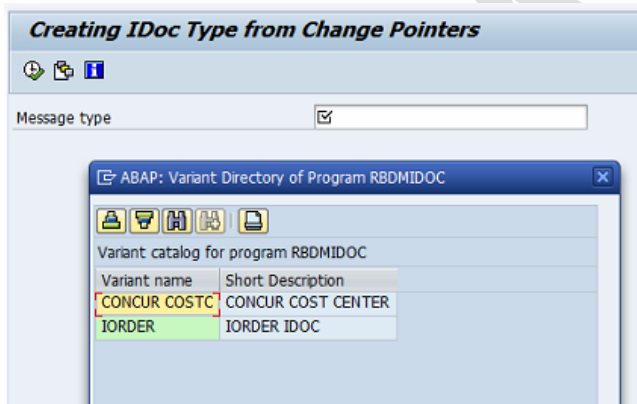 Creating IDoc Type from Change Pointers
Message type
ABAP: Variant Directory of Program RBDMIDOC
Variant catalog for program RBDMIDOC
Variant name Short Description
CONCUR COSTC CONCUR COST CENTER
IORDER IORDER IDOC